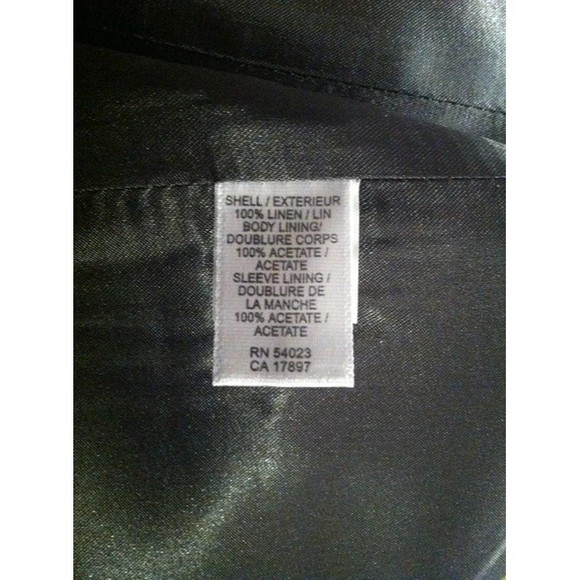 SHELL / EXTERIEUR
100% LINEN / LIN
BODY LINING/
DOUBLURE CORPS
100% ACETATE /
ACETATE
SLEEVE LINING /
DOUBLURE DE
LA MANCHE
100% ACETATE /
ACETATE
RN 54023
CA 17897